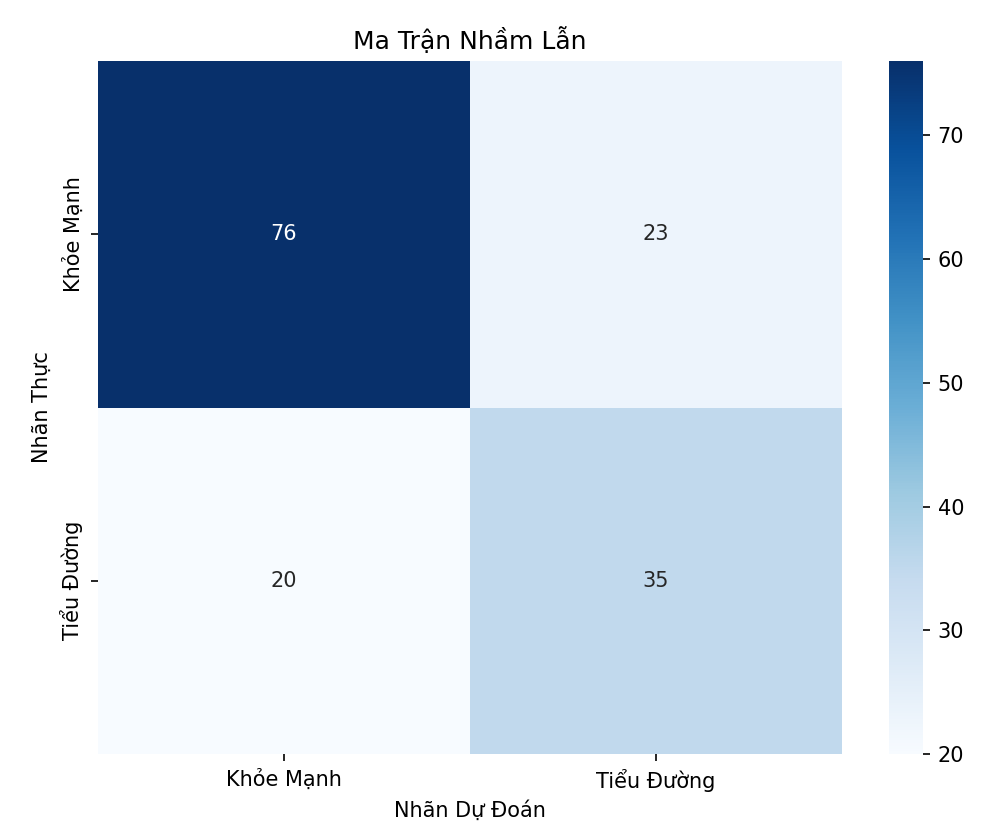 Ma Trận Nhầm Lẫn
Nhãn Thực
Khỏe Mạnh
76
23
Tiểu Đường
20
35
Khỏe Mạnh
Tiểu Đường
Nhãn Dự Đoán
70
60
50
40
30
20